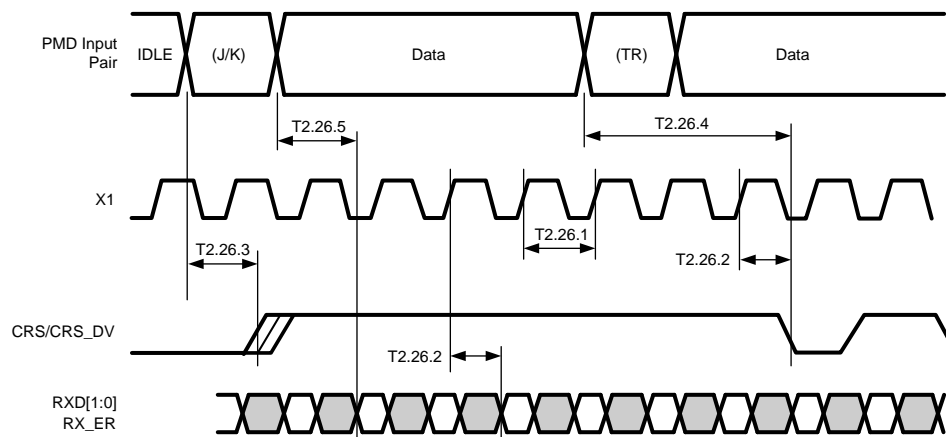 PMD Input
Pair
IDLE
(J/K)
Data
(TR)
Data
T2.26.5
T2.26.4
X1
T2.26.3
T2.26.1
T2.26.2
CRS/CRS_DV
T2.26.2
RXD[1:0]
RX_ER